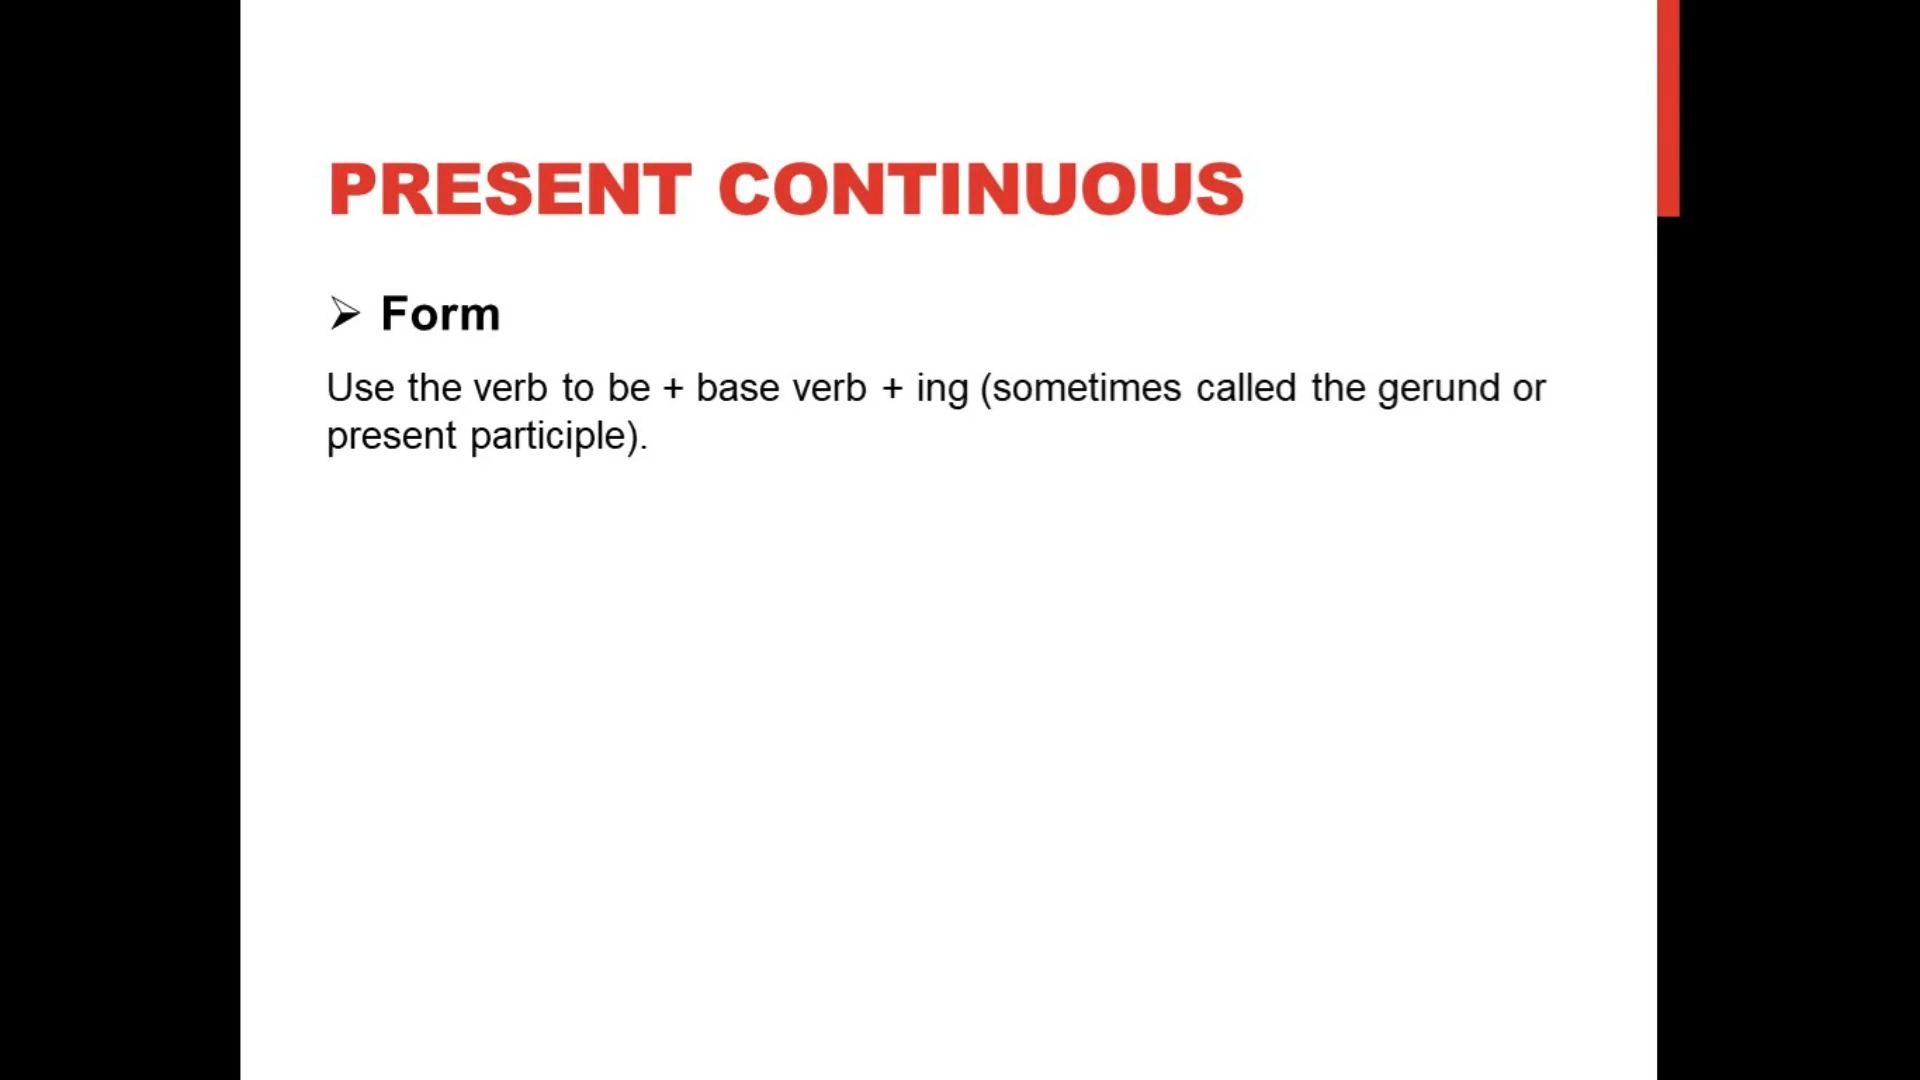 PRESENT CONTINUOUS
➢ Form
Use the verb to be + base verb + ing (sometimes called the gerund or
present participle).